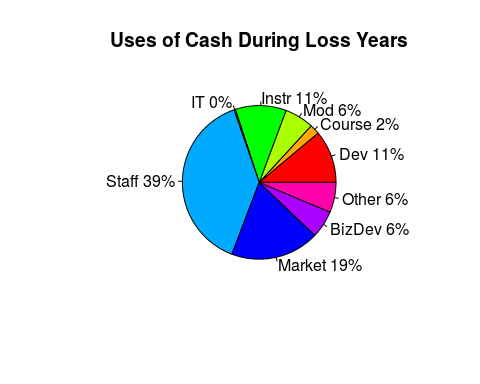 Uses of Cash During Loss Years
IT 0%
Instr 11%
Mod 6%
Course 2%
Dev 11%
Staff 39%
Other 6%
BizDev 6%
Market 19%